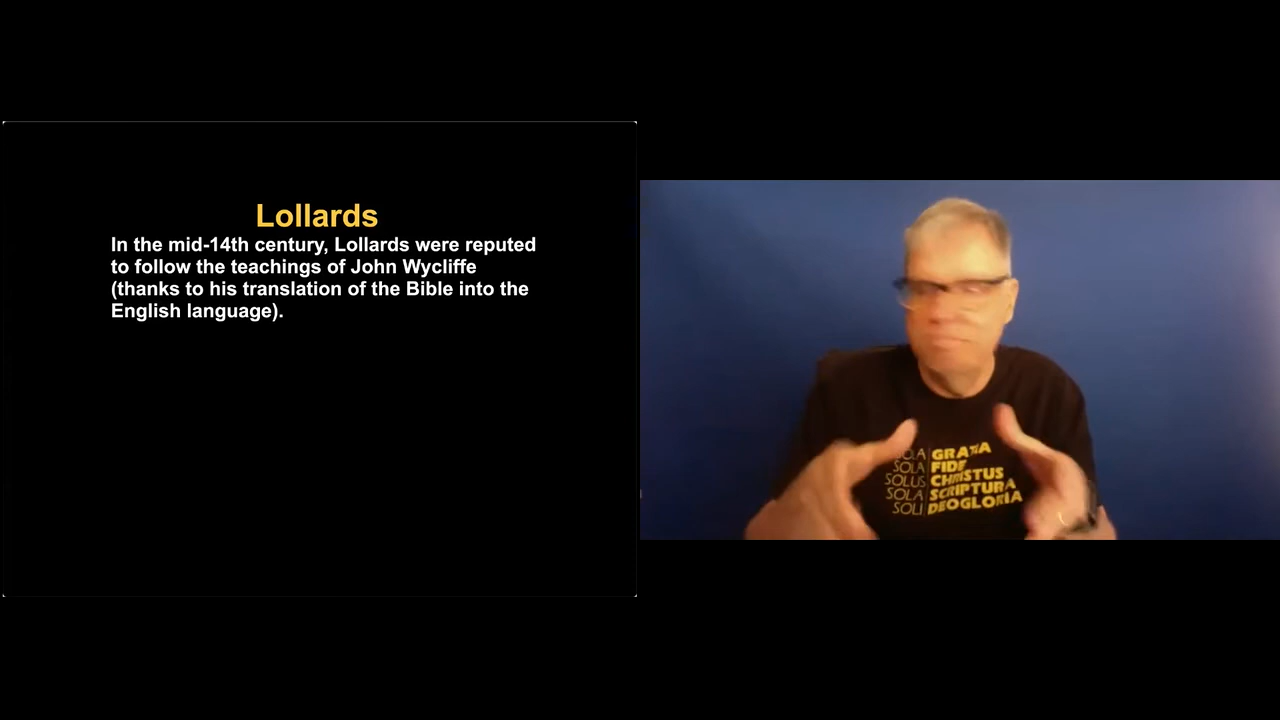 Lollards
In the mid-14th century, Lollards were reputed
to follow the teachings of John Wycliffe
(thanks to his translation of the Bible into the
English language).
SOLA GRATIA
SOLA FIDE
SOLUS CHRISTUS
SOLA SCRIPTURA
SOLI DEO GLORIA